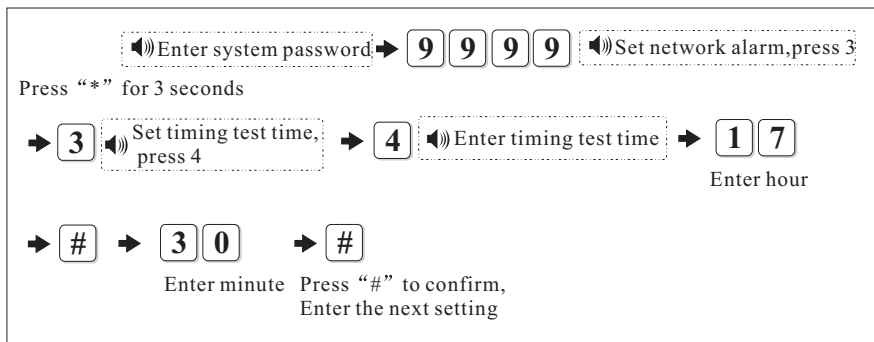 Enter system password 9 9 9 9 Set network alarm,press 3
Press “*” for 3 seconds
3 Set timing test time,
press 4
4 Enter timing test time 1 7
Enter hour
# 3 0 #
Enter minute Press “#” to confirm,
Enter the next setting